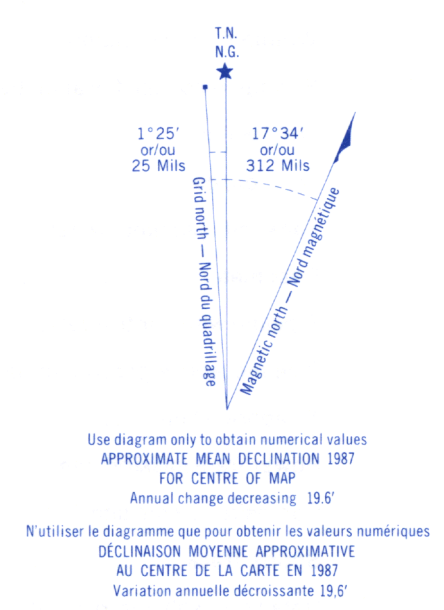 T.N.
N.G.
1°25′
or/ou
25 Mils
17°34′
or/ou
312 Mils
Grid north — Nord du quadrillage
Magnetic north — Nord magnétique
Use diagram only to obtain numerical values
APPROXIMATE MEAN DECLINATION 1987
FOR CENTRE OF MAP
Annual change decreasing 19.6′
N'utiliser le diagramme que pour obtenir les valeurs numériques
DÉCLINAISON MOYENNE APPROXIMATIVE
AU CENTRE DE LA CARTE EN 1987
Variation annuelle décroissante 19,6′